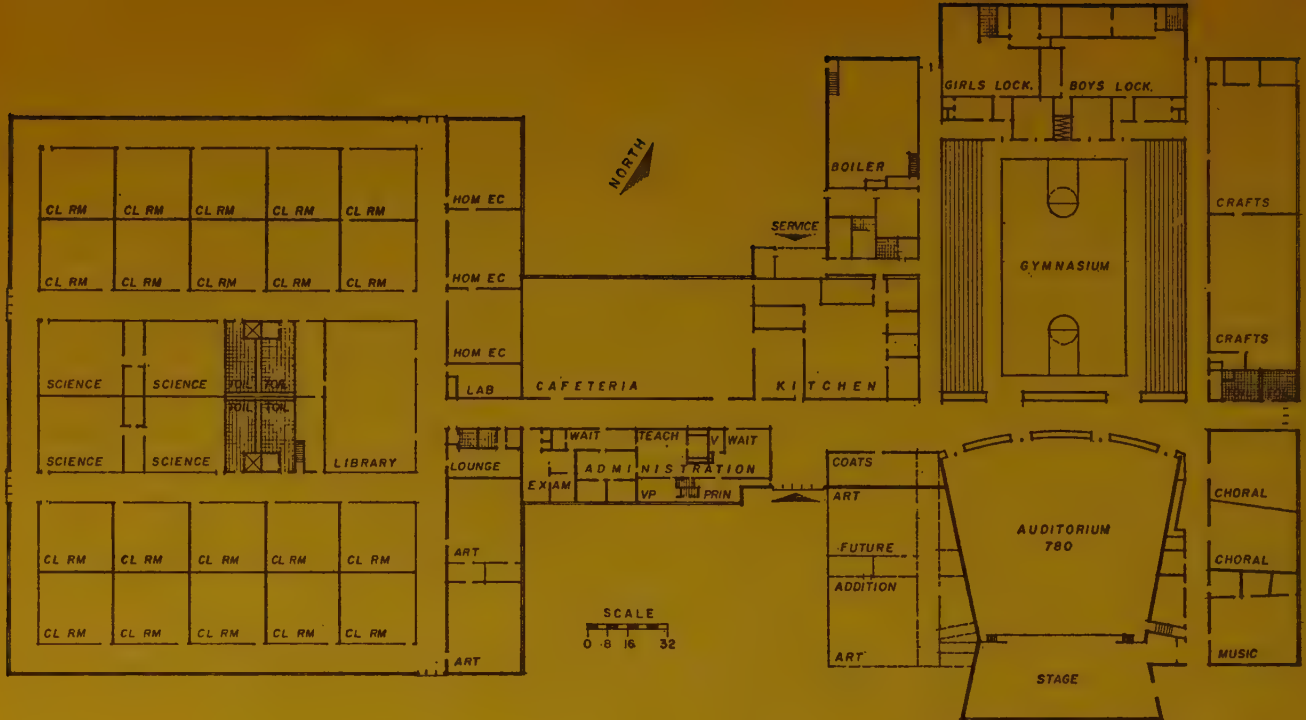 GIRLS LOCK. BOYS LOCK.
BOILER
NORTH
HOM EC
CL RM CL RM CL RM CL RM CL RM
CRAFTS
SERVICE
GYMNASIUM
HOM EC
CL RM CL RM CL RM CL RM CL RM
CRAFTS
HOM EC
SCIENCE SCIENCE TOIL TOIL
LAB
CAFETERIA
KITCHEN
TOIL TOIL
WAIT TEACH V WAIT
SCIENCE SCIENCE LIBRARY
LOUNGE
ADMINISTRATION
COATS
EXAM
VP PRIN
ART
CHORAL
AUDITORIUM
780
ART
FUTURE
CHORAL
CL RM CL RM CL RM CL RM CL RM
ADDITION
SCALE
0 8 16 32
CL RM CL RM CL RM CL RM CL RM
ART
ART
MUSIC
STAGE